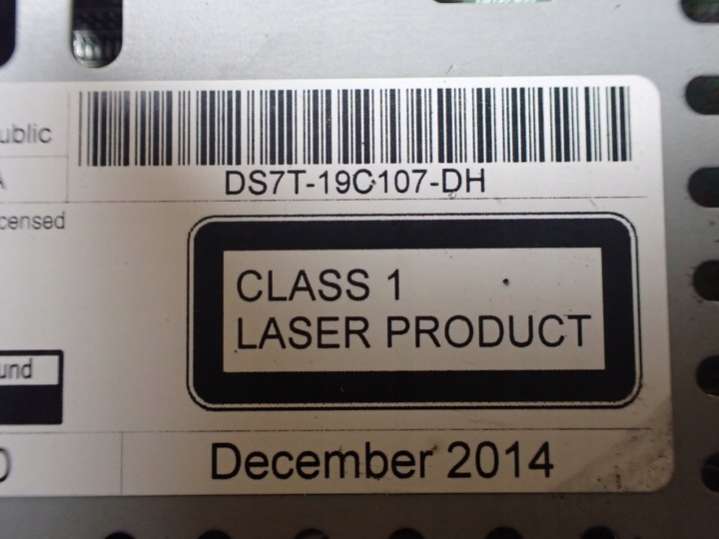 ublic
DS7T-19C107-DH
A
censed
CLASS 1
LASER PRODUCT
und
December 2014